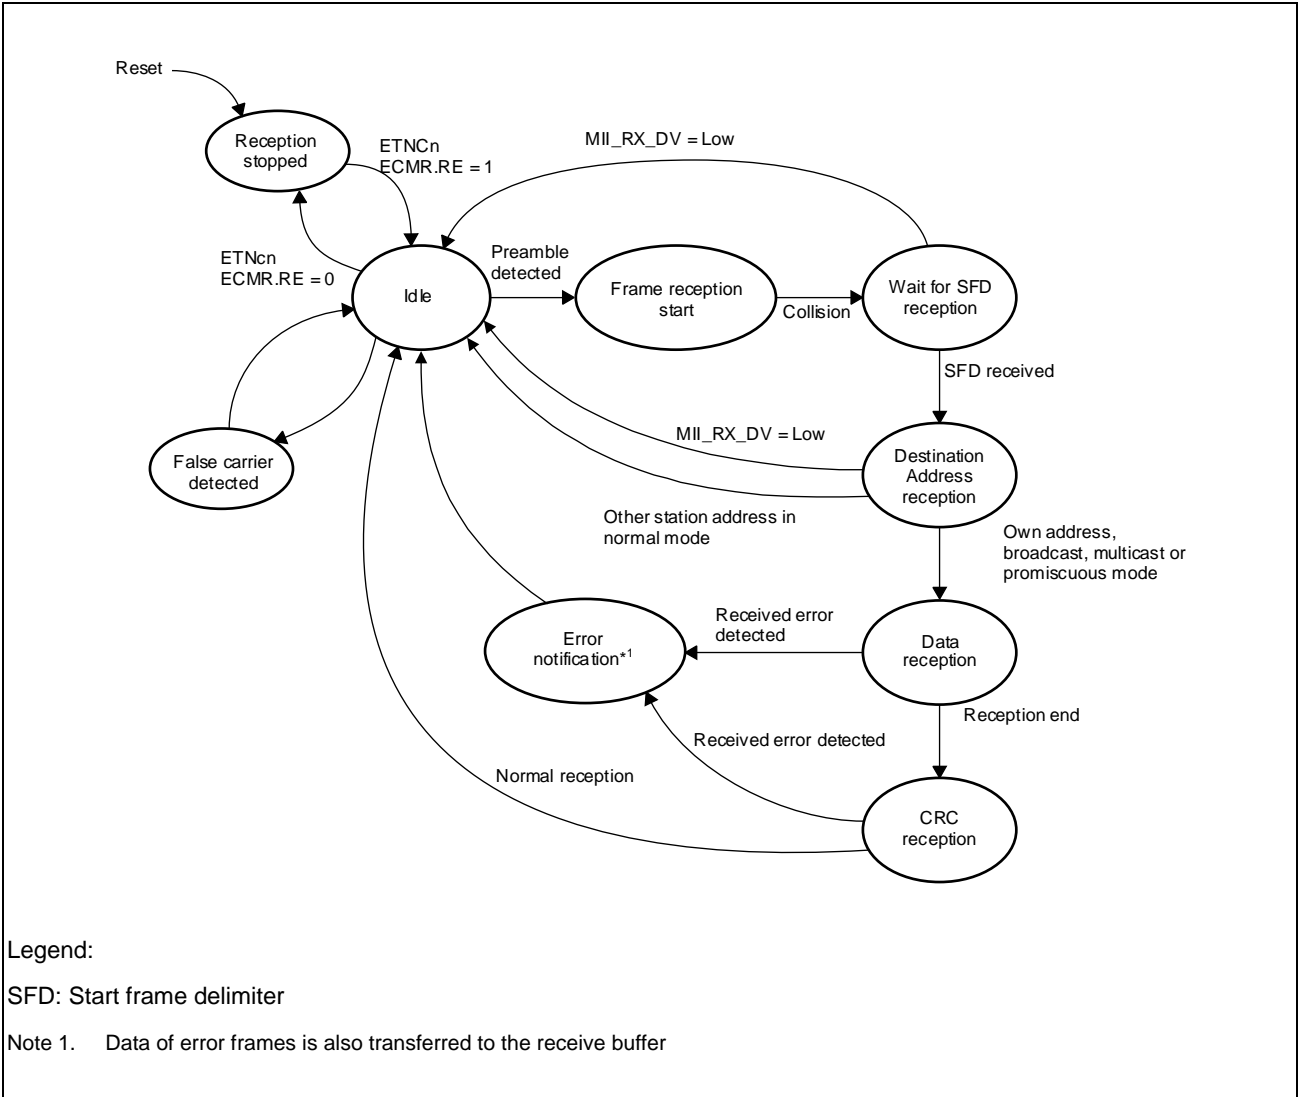 Reset
Reception
stopped
ETNCn
ECMR.RE = 1
MII_RX_DV = Low
ETNcn
ECMR.RE = 0
Idle
Preamble
detected
Frame reception
start
Collision
Wait for SFD
reception
SFD received
False carrier
detected
MII_RX_DV = Low
Destination
Address
reception
Other station address in
normal mode
Own address,
broadcast, multicast or
promiscuous mode
Error
notification*1
Received error
detected
Data
reception
Reception end
Received error detected
Normal reception
CRC
reception
Legend:
SFD: Start frame delimiter
Note 1. Data of error frames is also transferred to the receive buffer